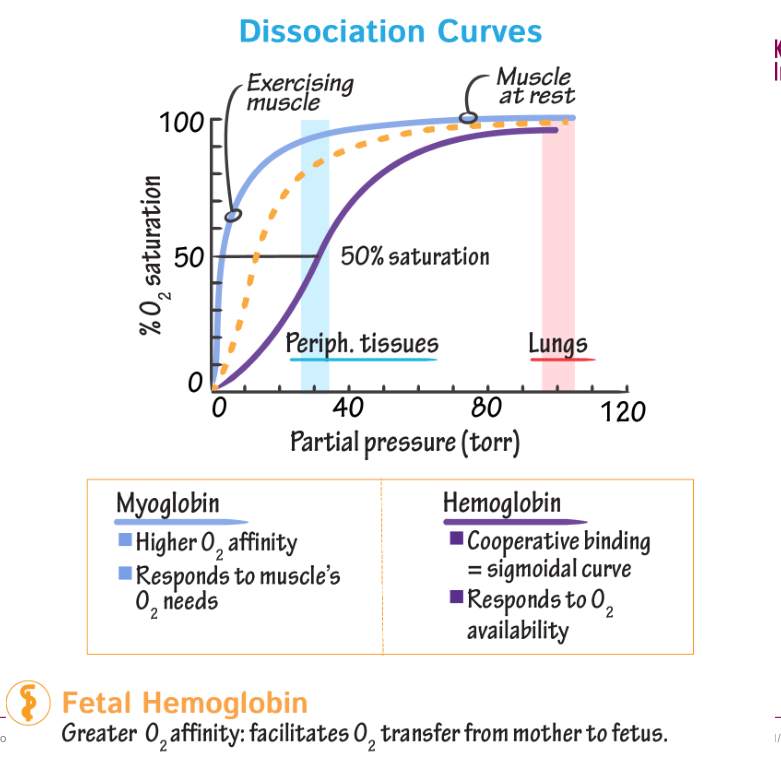 Dissociation Curves
Exercising
muscle
Muscle
at rest
100
50
0
% O₂ saturation
50% saturation
Periph. tissues
Lungs
0 40 80 120
Partial pressure (torr)
Myoglobin
Higher O₂ affinity
Responds to muscle's
O₂ needs
Hemoglobin
Cooperative binding
= sigmoidal curve
Responds to O₂
availability
Fetal Hemoglobin
Greater O₂ affinity: facilitates O₂ transfer from mother to fetus.